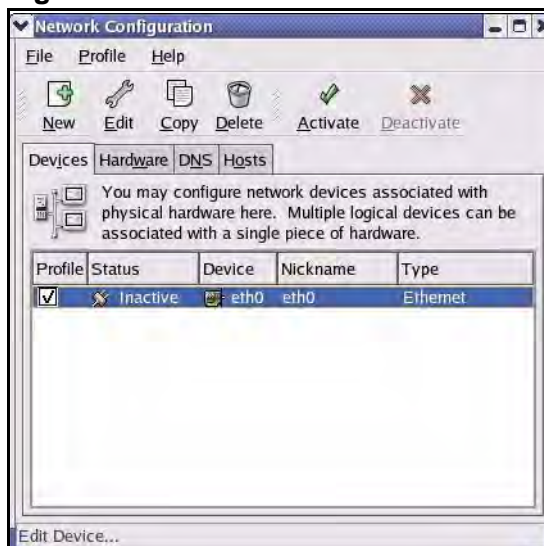 Network Configuration
File Profile Help
New Edit Copy Delete Activate Deactivate
Devices Hardware DNS Hosts
You may configure network devices associated with
physical hardware here. Multiple logical devices can be
associated with a single piece of hardware.
Profile Status Device Nickname Type
Inactive eth0 eth0 Ethernet
Edit Device...